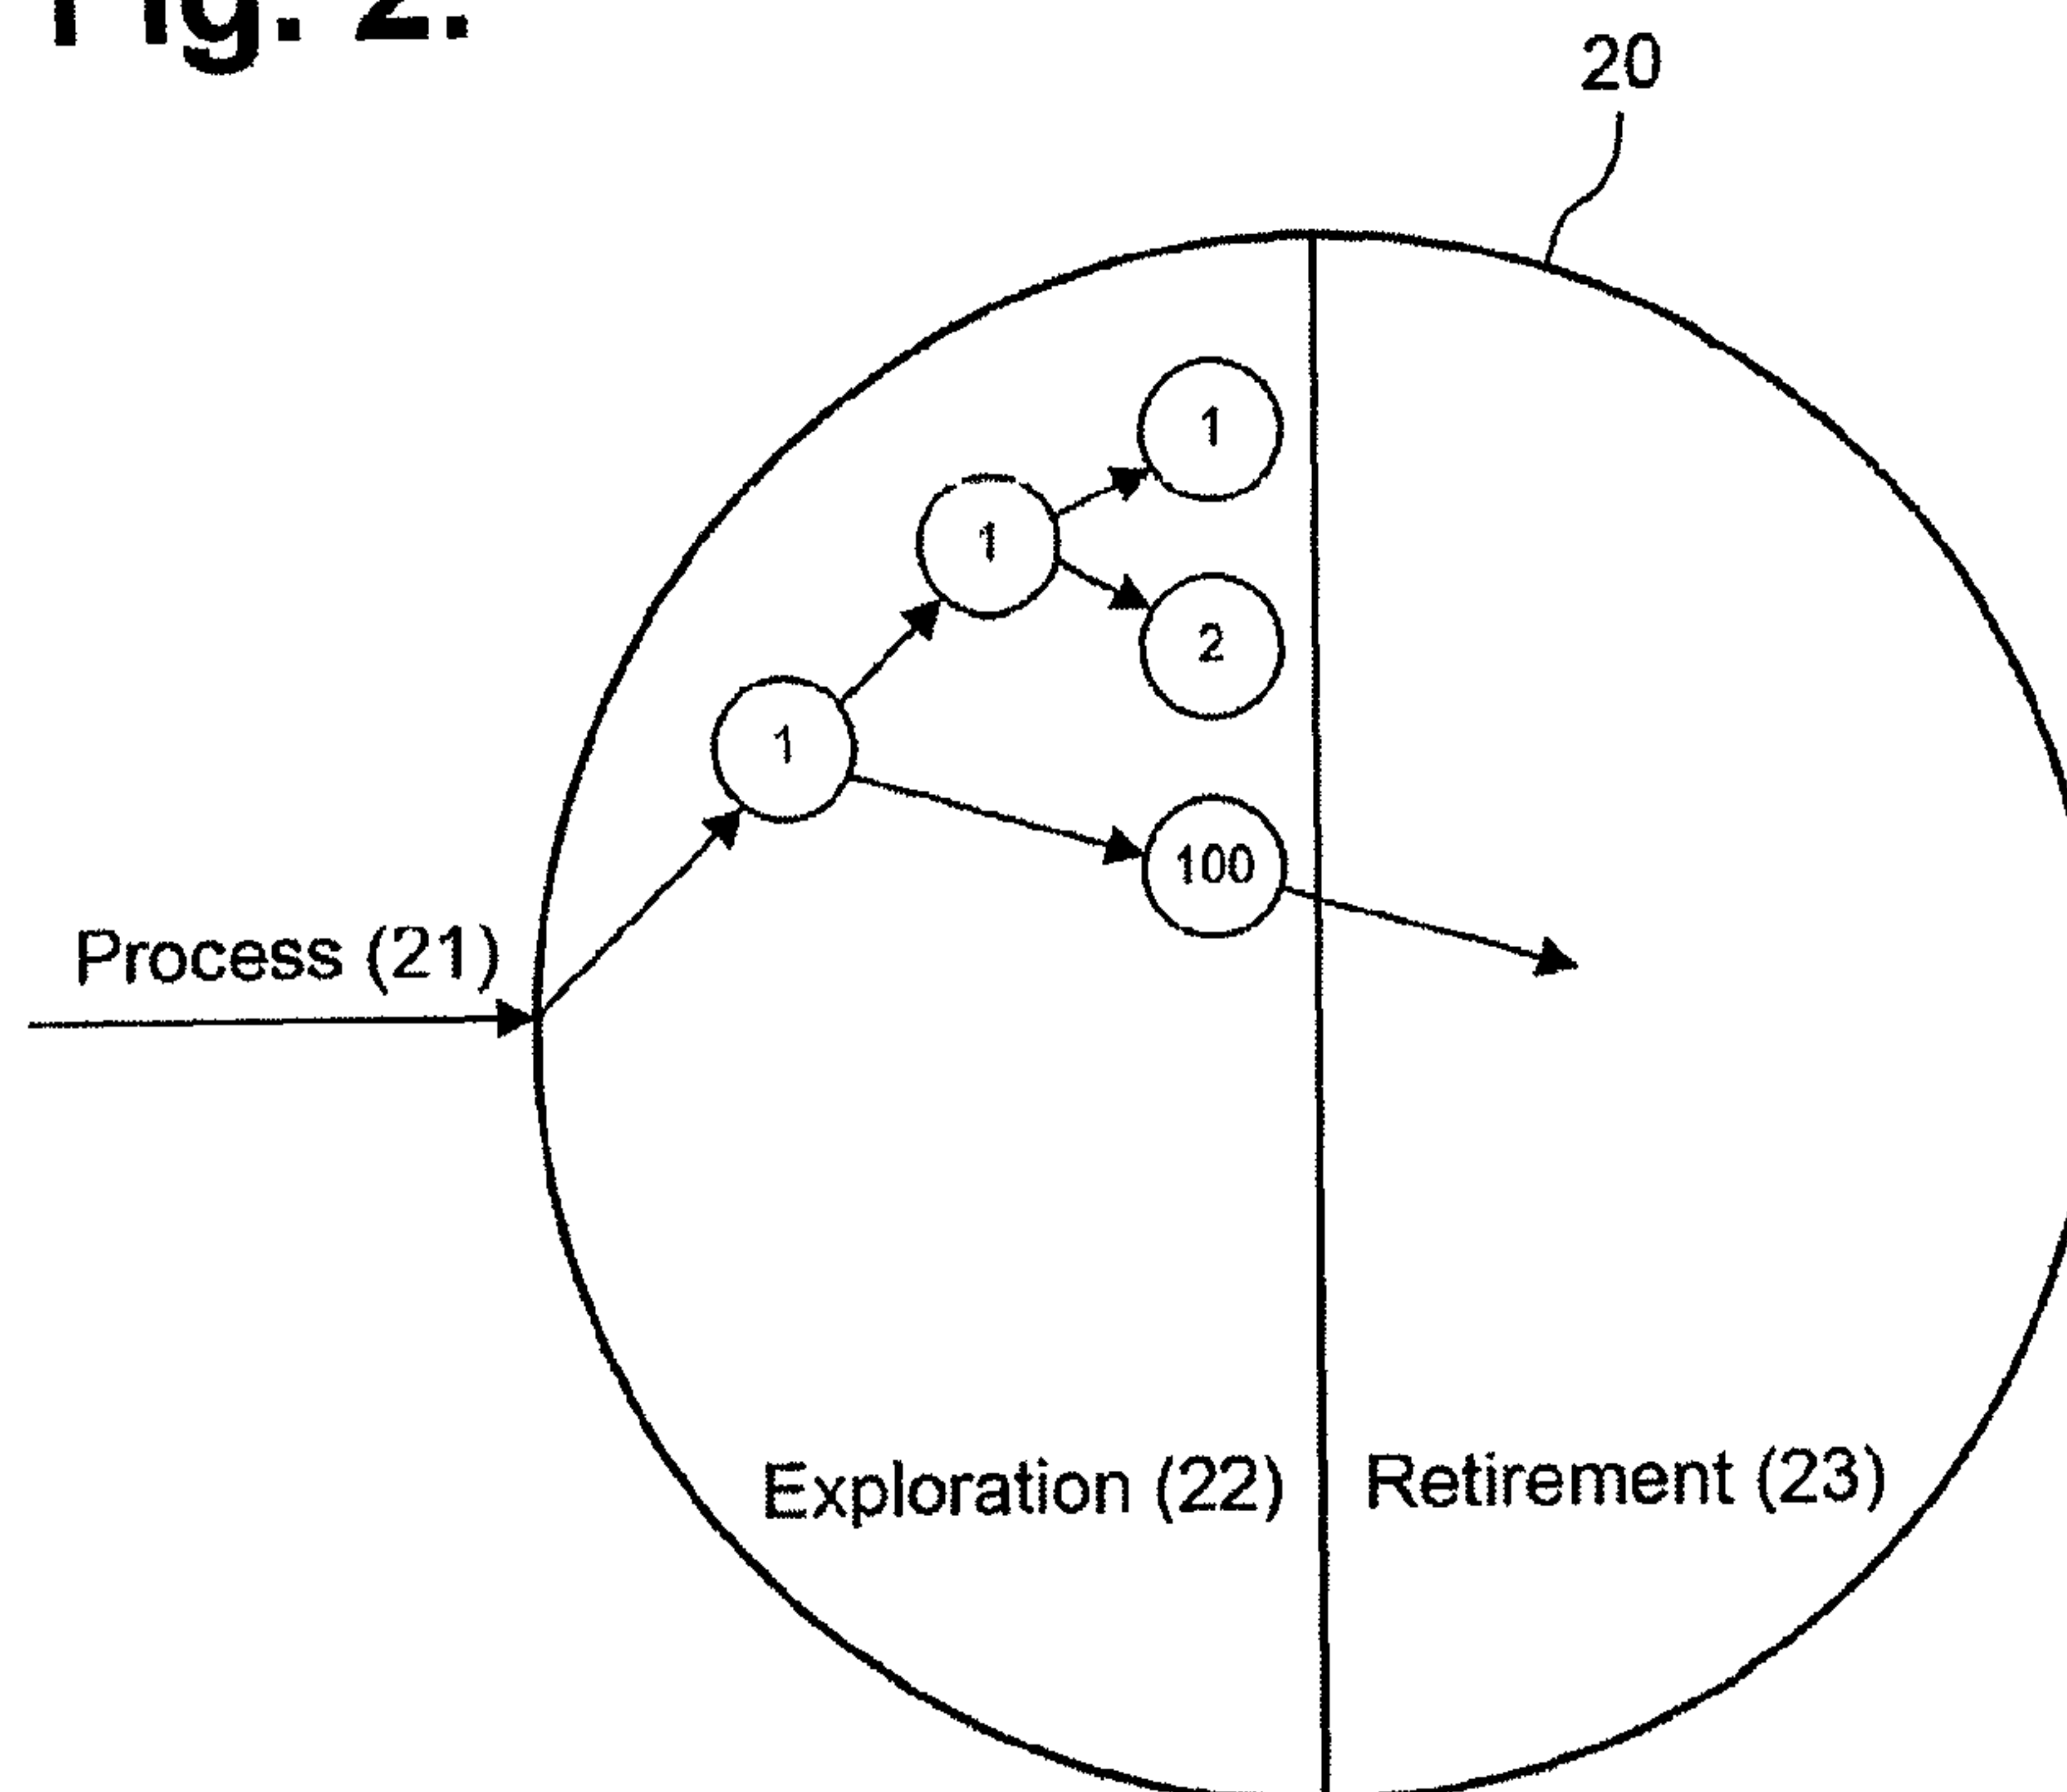 Fig. 2.
20
1
1
2
1
100
Process (21)
Exploration (22)
Retirement (23)